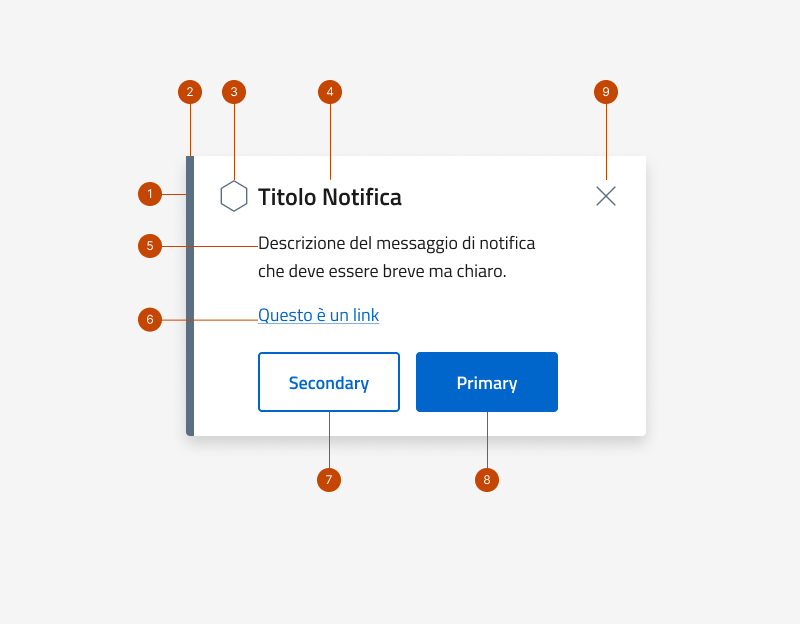 2 3 4 9
1
Titolo Notifica
5
Descrizione del messaggio di notifica
che deve essere breve ma chiaro.
6
Questo è un link
Secondary Primary
7 8